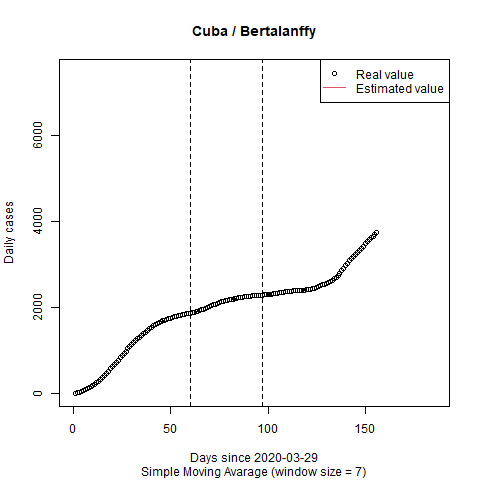 Cuba / Bertalanffy
Real value
Estimated value
Daily cases
6000
4000
2000
0
0 50 100 150
Days since 2020-03-29
Simple Moving Avarage (window size = 7)